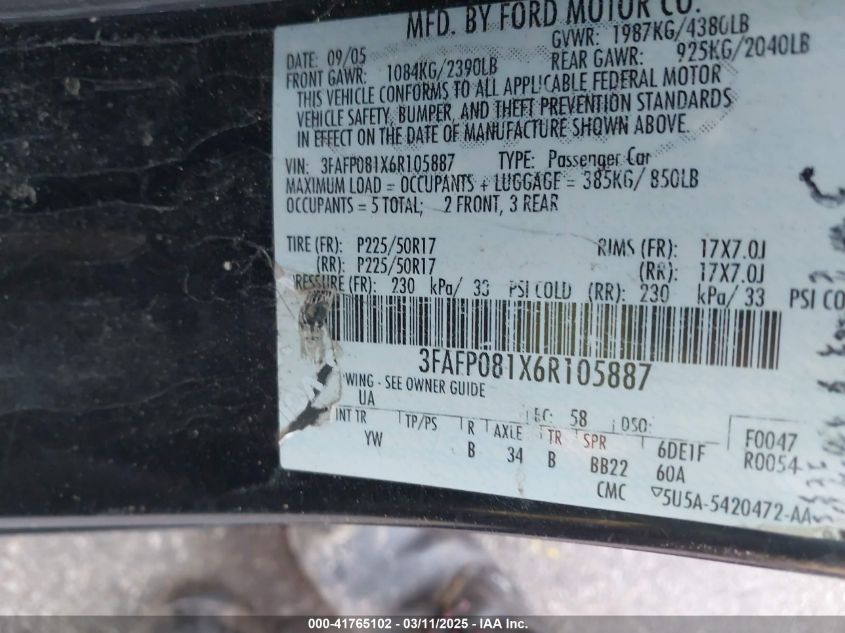 MFD. BY FORD MOTOR CO.
DATE: 09/05 GVWR: 1987KG/4380LB
FRONT GAWR: 1084KG/2390LB REAR GAWR: 925KG/2040LB
THIS VEHICLE CONFORMS TO ALL APPLICABLE FEDERAL MOTOR
VEHICLE SAFETY, BUMPER, AND THEFT PREVENTION STANDARDS
IN EFFECT ON THE DATE OF MANUFACTURE SHOWN ABOVE.
VIN: 3FAFP081X6R105887 TYPE: Passenger Car
MAXIMUM LOAD = OCCUPANTS + LUGGAGE = 385KG/ 850LB
OCCUPANTS = 5 TOTAL; 2 FRONT, 3 REAR
TIRE (FR): P225/50R17 RIMS (FR): 17X7.0J
(RR): P225/50R17 (RR): 17X7.0J
PRESSURE (FR): 230 kPa/ 33 PSI COLD (RR): 230 kPa/ 33 PSI CO
3FAFP081X6R105887
WING - SEE OWNER GUIDE
UA EC: 58 DSO:
INT TR TP/PS R AXLE TR SPR 6DE1F F0047
YW B 34 B BB22 60A R0054
CMC 5U5A-5420472-AA
000-41765102 - 03/11/2025 - IAA Inc.